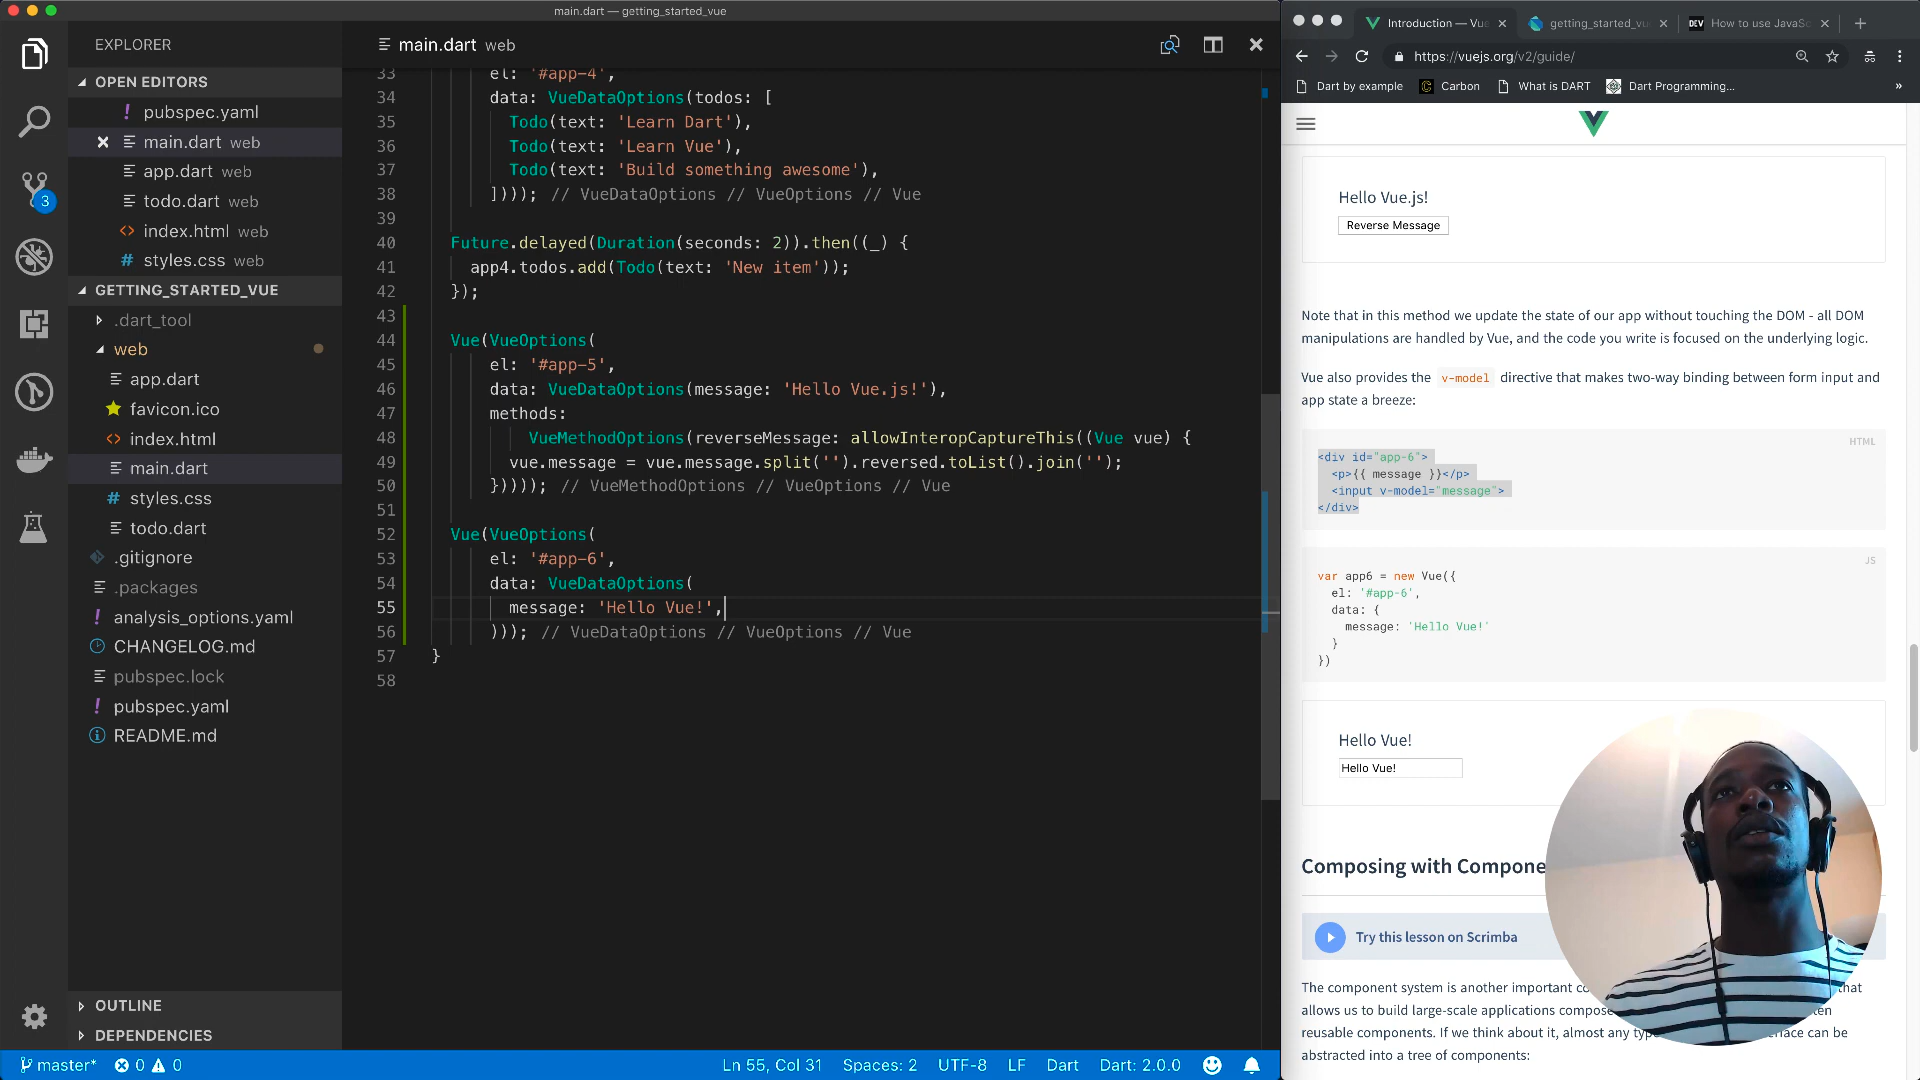 main.dart — getting_started_vue
EXPLORER
OPEN EDITORS
pubspec.yaml
main.dart web
app.dart web
todo.dart web
index.html web
styles.css web
GETTING_STARTED_VUE
.dart_tool
web
app.dart
favicon.ico
index.html
main.dart
styles.css
todo.dart
.gitignore
.packages
analysis_options.yaml
CHANGELOG.md
pubspec.lock
pubspec.yaml
README.md
OUTLINE
DEPENDENCIES
3
main.dart web
33 el: '#app-4',
34 data: VueDataOptions(todos: [
35 Todo(text: 'Learn Dart'),
36 Todo(text: 'Learn Vue'),
37 Todo(text: 'Build something awesome'),
38 ]))); // VueDataOptions // VueOptions // Vue
39
40 Future.delayed(Duration(seconds: 2)).then((_) {
41 app4.todos.add(Todo(text: 'New item'));
42 });
43
44 Vue(VueOptions(
45 el: '#app-5',
46 data: VueDataOptions(message: 'Hello Vue.js!'),
47 methods:
48 VueMethodOptions(reverseMessage: allowInteropCaptureThis((Vue vue) {
49 vue.message = vue.message.split('').reversed.toList().join('');
50 })))); // VueMethodOptions // VueOptions // Vue
51
52 Vue(VueOptions(
53 el: '#app-6',
54 data: VueDataOptions(
55 message: 'Hello Vue!',
56 ))); // VueDataOptions // VueOptions // Vue
57 }
58
master* 0 0 Ln 55, Col 31 Spaces: 2 UTF-8 LF Dart Dart: 2.0.0
Introduction — Vue
getting_started_vu
DEV How to use JavaSc
https://vuejs.org/v2/guide/
Dart by example
Carbon
What is DART
Dart Programming...
»
Hello Vue.js!
Reverse Message
Note that in this method we update the state of our app without touching the DOM - all DOM
manipulations are handled by Vue, and the code you write is focused on the underlying logic.
Vue also provides the v-model directive that makes two-way binding between form input and
app state a breeze:
HTML
<div id="app-6">
<p>{{ message }}</p>
<input v-model="message">
</div>
JS
var app6 = new Vue({
el: '#app-6',
data: {
message: 'Hello Vue!'
}
})
Hello Vue!
Hello Vue!
Composing with Compone
Try this lesson on Scrimba
The component system is another important co that
allows us to build large-scale applications compose ten
reusable components. If we think about it, almost any typ face can be
abstracted into a tree of components: